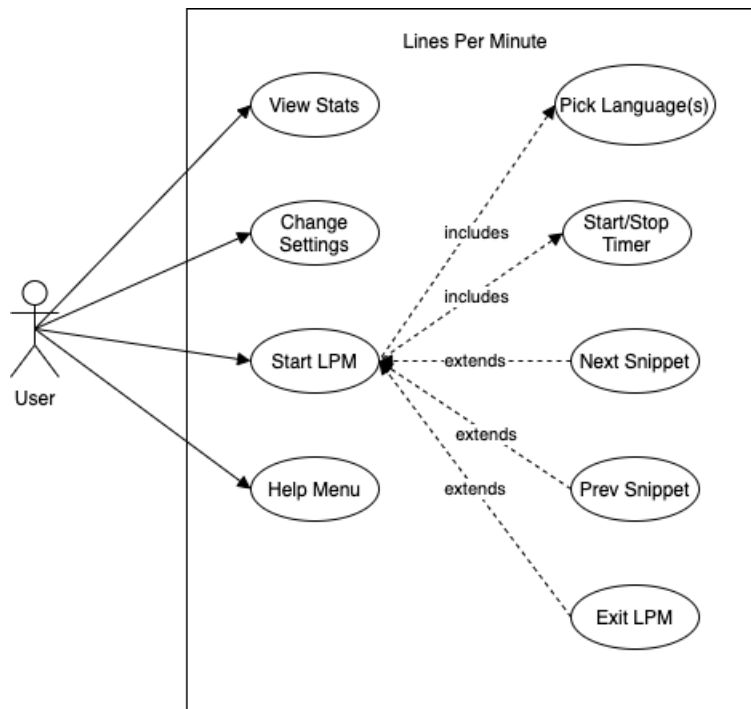 Lines Per Minute
View Stats
Pick Language(s)
Change
Settings
includes
Start/Stop
Timer
includes
User
Start LPM
extends
Next Snippet
extends
Help Menu
extends
Prev Snippet
Exit LPM